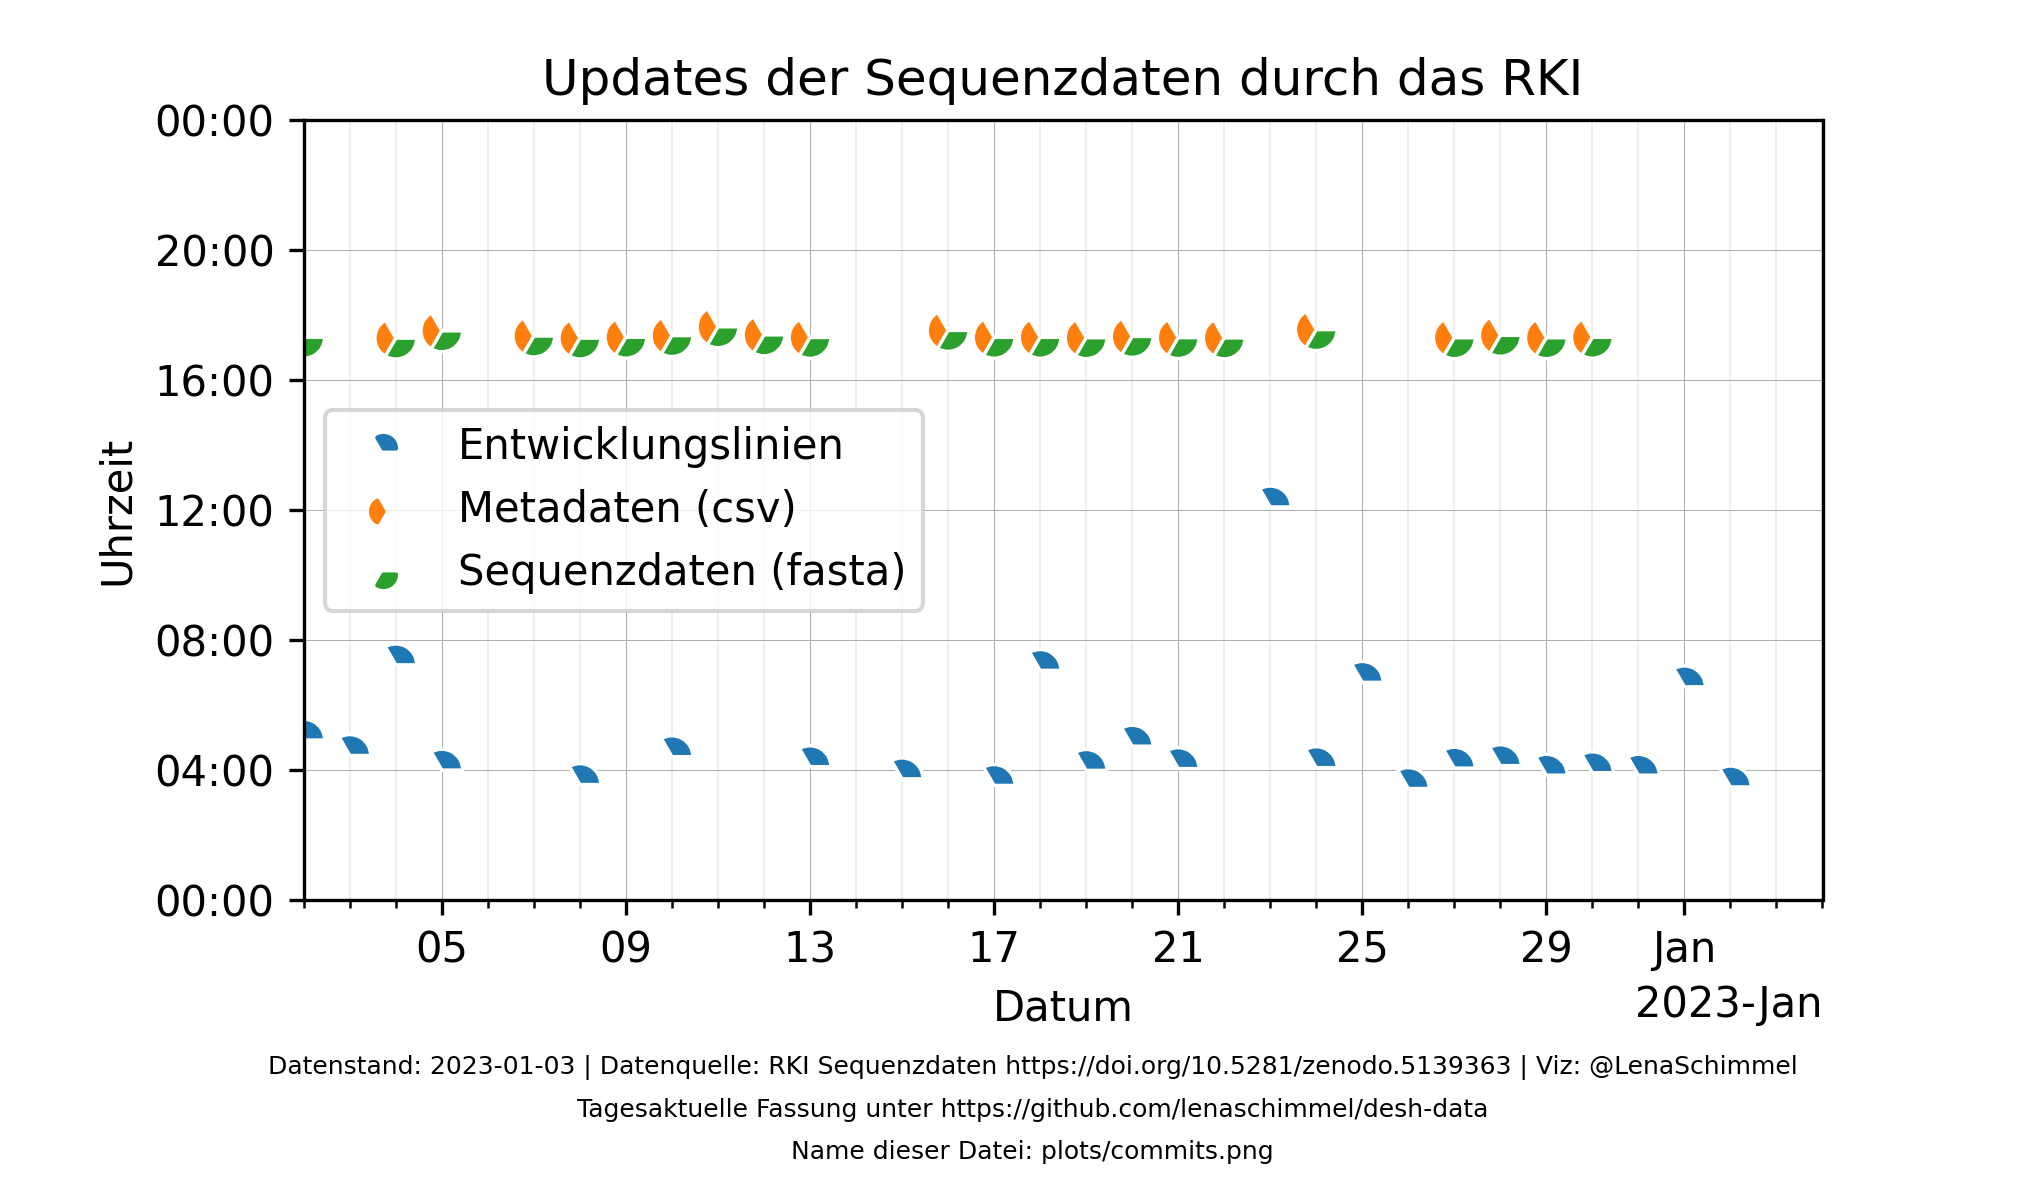 Updates der Sequenzdaten durch das RKI
00:00
20:00
16:00
12:00
08:00
04:00
00:00
Uhrzeit
Entwicklungslinien
Metadaten (csv)
Sequenzdaten (fasta)
05 09 13 17 21 25 29 Jan
2023-Jan
Datum
Datenstand: 2023-01-03 | Datenquelle: RKI Sequenzdaten https://doi.org/10.5281/zenodo.5139363 | Viz: @LenaSchimmel
Tagesaktuelle Fassung unter https://github.com/lenaschimmel/desh-data
Name dieser Datei: plots/commits.png